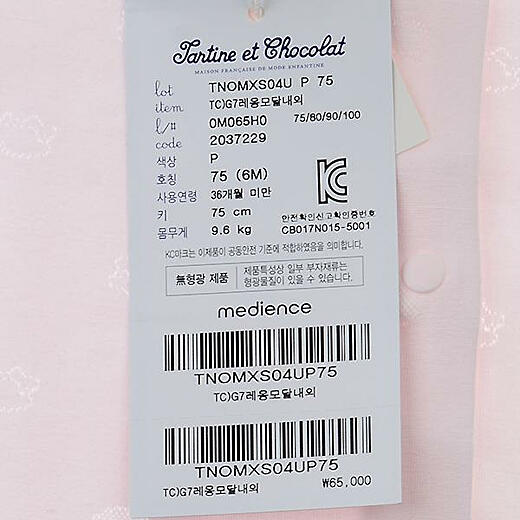 Tartine et Chocolat
MAISON FRANÇAISE DE MODE ENFANTINE
lot TNOMXS04U P 75
item TC)G7레옹모달내의
l/# 0M065H0 75/80/90/100
code 2037229
색상 P
호칭 75 (6M)
사용연령 36개월 미만
키 75 cm
몸무게 9.6 kg
안전확인신고확인증번호
CB017N015-5001
KC마크는 이제품이 공동안전 기준에 적합하였음을 의미합니다.
無형광 제품
제품특성상 일부 부자재류는
형광물질이 있을 수 있습니다.
medience
TNOMXS04UP75
TC)G7레옹모달내의
TNOMXS04UP75
TC)G7레옹모달내의 ₩65,000